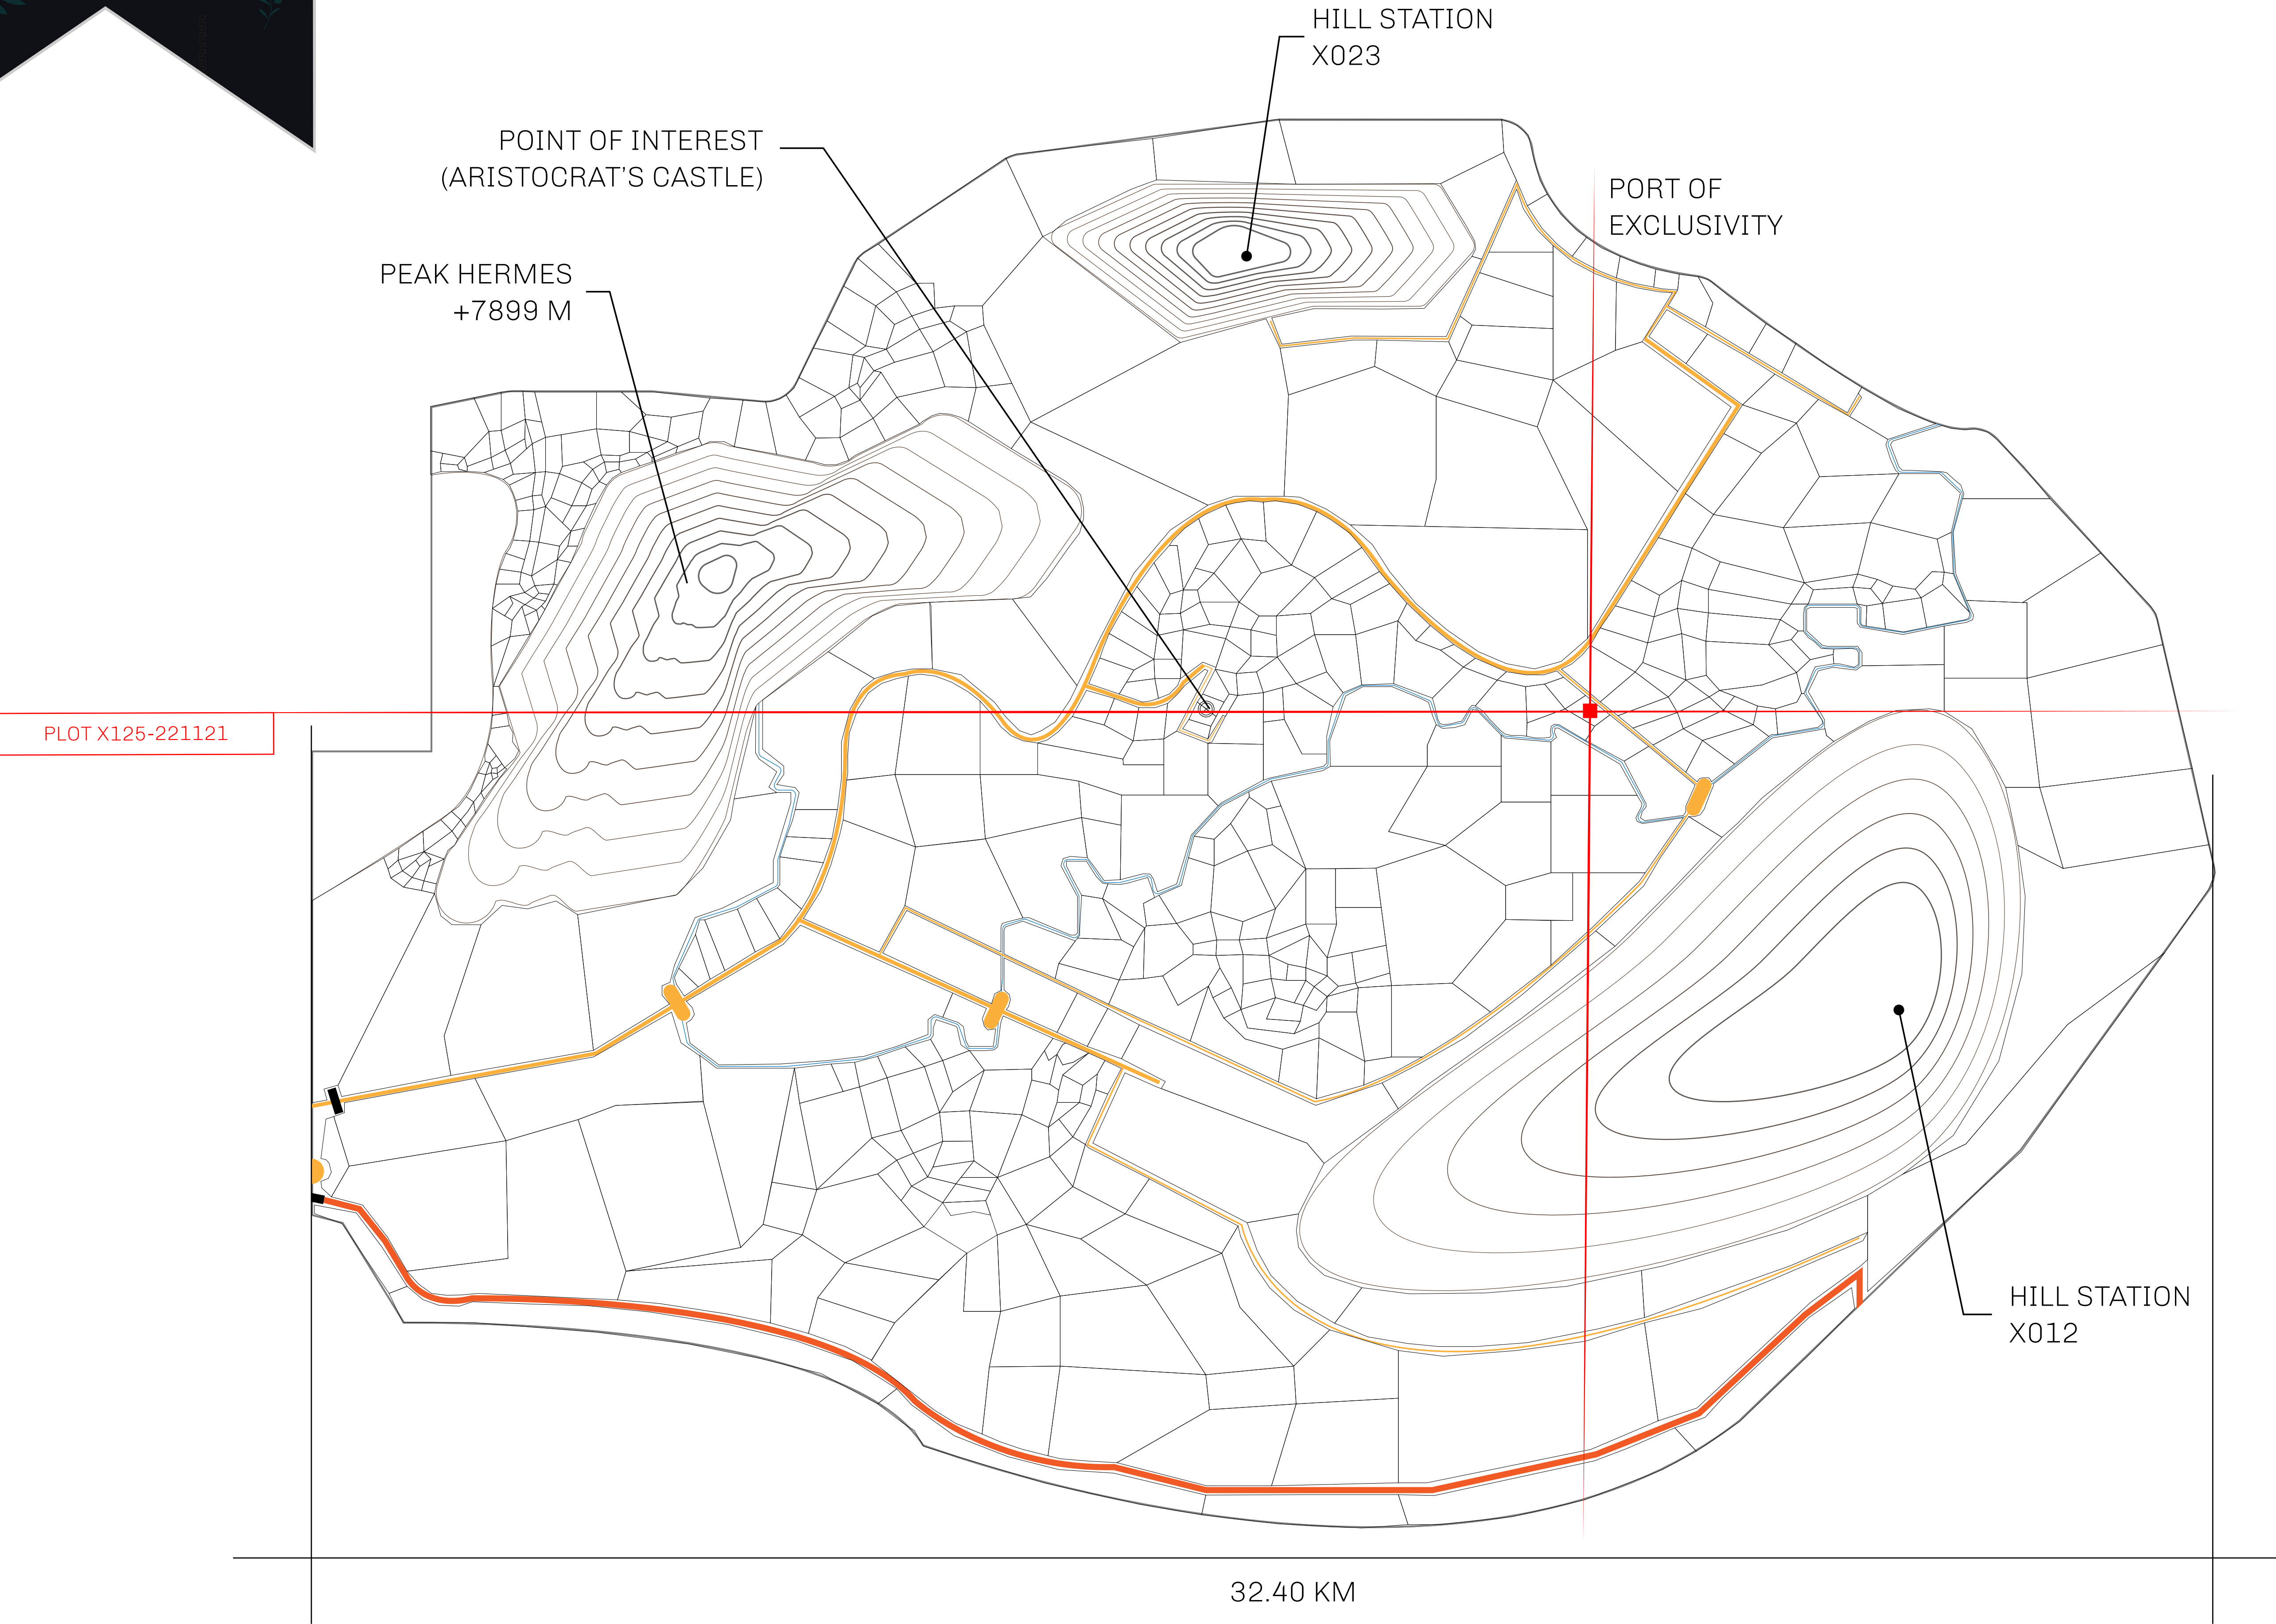 HILL STATION
X023
POINT OF INTEREST
(ARISTOCRAT'S CASTLE)
PORT OF
EXCLUSIVITY
PEAK HERMES
+7899 M
PLOT X125-221121
HILL STATION
X012
32.40 KM